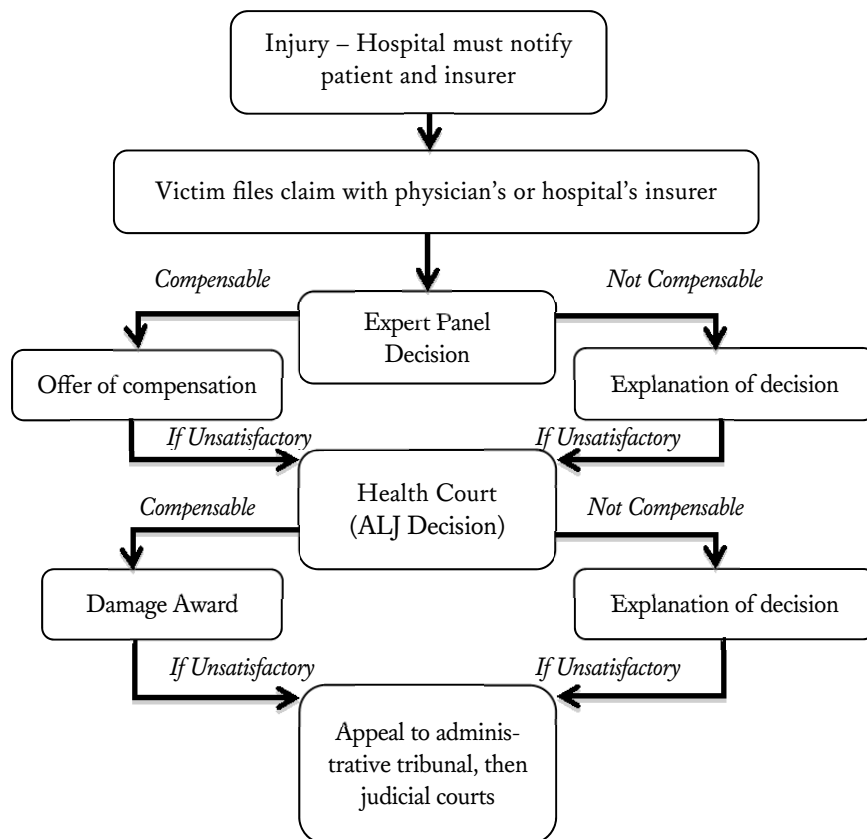 Injury – Hospital must notify
patient and insurer
Victim files claim with physician's or hospital's insurer
Compensable
Not Compensable
Expert Panel
Decision
Offer of compensation
Explanation of decision
If Unsatisfactory
If Unsatisfactory
Health Court
(ALJ Decision)
Compensable
Not Compensable
Damage Award
Explanation of decision
If Unsatisfactory
If Unsatisfactory
Appeal to adminis-
trative tribunal, then
judicial courts